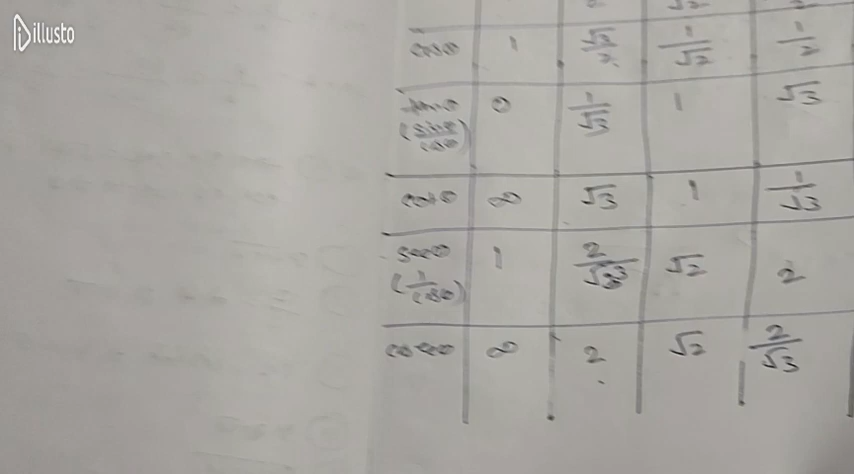 illusto
cosθ 1 √3/2 1/√2 1/2
tanθ 0 1/√3 1 √3
(sinθ/cosθ)
cotθ ∞ √3 1 1/√3
secθ 1 2/√3 √2 2
(1/cosθ)
cosecθ ∞ 2 √2 2/√3